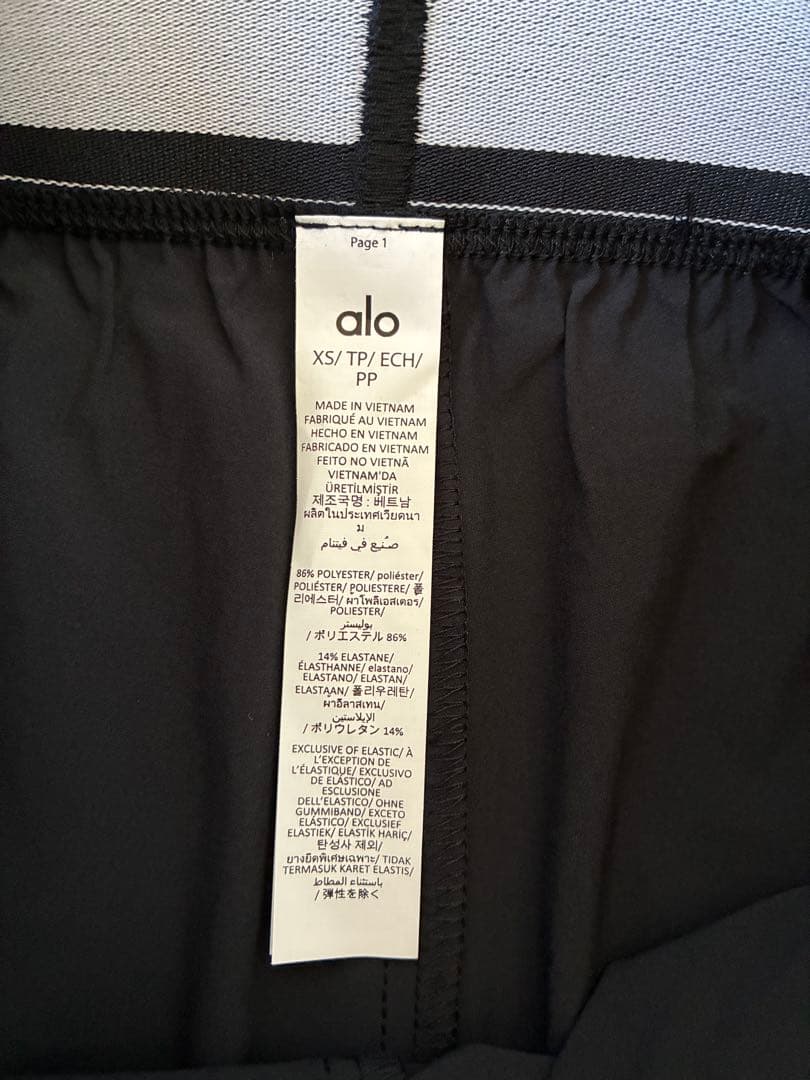 Page 1
alo
XS/ TP/ ECH/
PP
MADE IN VIETNAM
FABRIQUÉ AU VIETNAM
HECHO EN VIETNAM
FABRICADO EN VIETNAM
FEITO NO VIETNÃ
VIETNAM'DA
ÜRETİLMİŞTİR
제조국명 : 베트남
ผลิตในประเทศเวียดนา
ม
صُنِع في فيتنام
86% POLYESTER/ poliéster/
POLIÉSTER/ POLIESTERE/ 폴
리에스터/ ผ้าโพลีเอสเตอร/
POLIESTER/
بوليستر
/ ポリエステル 86%
14% ELASTANE/
ÉLASTHANNE/ elastano/
ELASTANO/ ELASTAN/
ELASTAAN/ 폴리우레탄/
ผ้าอีลาสเทน/
الإيلاستين
/ ポリウレタン 14%
EXCLUSIVE OF ELASTIC/ À
L'EXCEPTION DE
L'ÉLASTIQUE/ EXCLUSIVO
DE ELÁSTICO/ AD
ESCLUSIONE
DELL'ELASTICO/ OHNE
GUMMIBAND/ EXCETO
ELÁSTICO/ EXCLUSIEF
ELASTIEK/ ELASTİK HARİÇ/
탄성사 제외/
ยางยืดพิเศษเฉพาะ/ TIDAK
TERMASUK KARET ELASTIS/
باستثناء المطاط
/ 弾性を除く